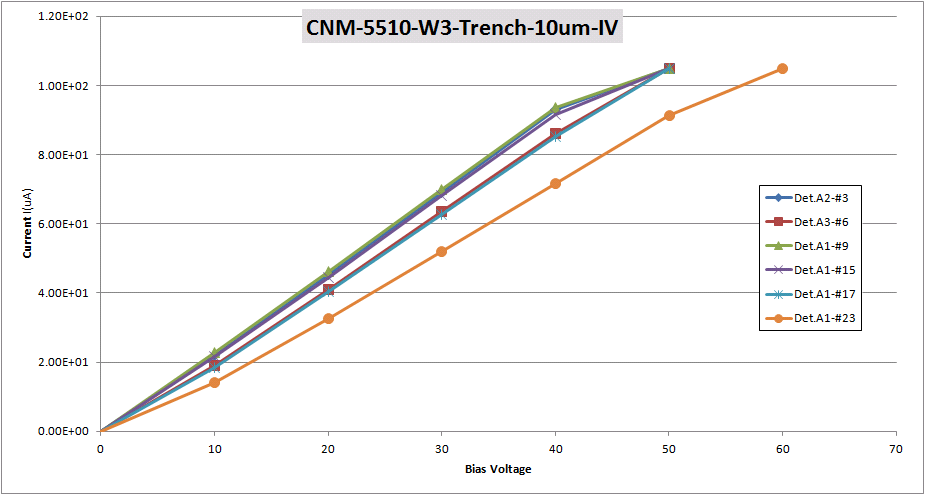 CNM-5510-W3-Trench-10um-IV
1.20E+02
1.00E+02
8.00E+01
6.00E+01
4.00E+01
2.00E+01
0.00E+00
Current I(uA)
Det.A2-#3
Det.A3-#6
Det.A1-#9
Det.A1-#15
Det.A1-#17
Det.A1-#23
0 10 20 30 40 50 60 70
Bias Voltage